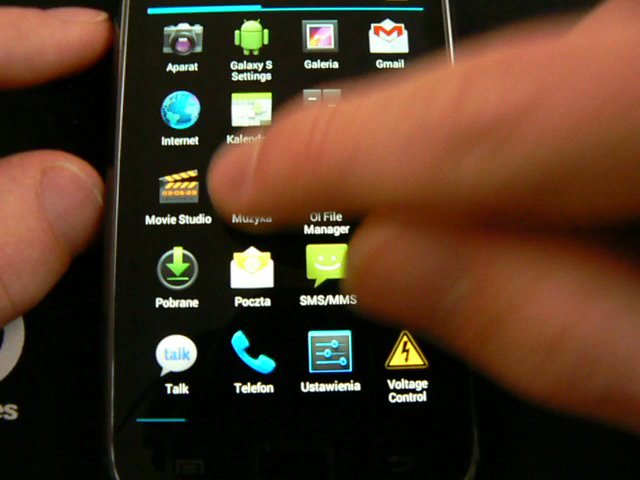 Aparat
Galaxy S
Settings
Galeria
Gmail
Internet
Movie Studio
Muzyka
OI File
Manager
Pobrane
Poczta
SMS/MMS
talk
Talk
Telefon
Ustawienia
Voltage
Control
es